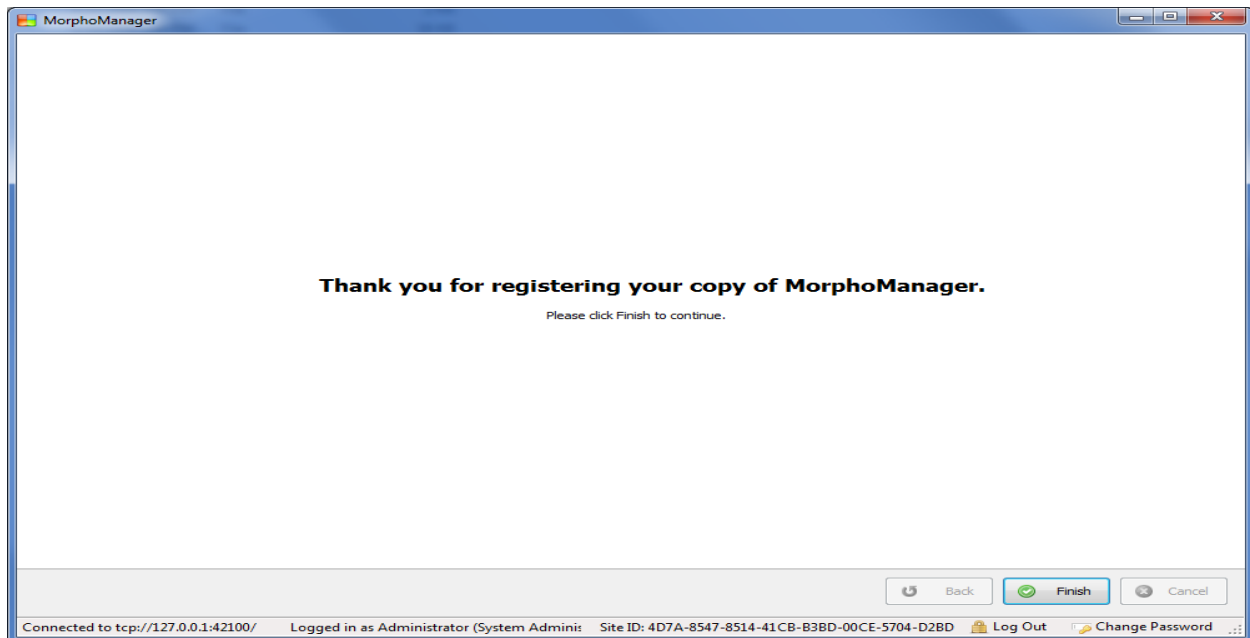 MorphoManager
Thank you for registering your copy of MorphoManager.
Please click Finish to continue.
Back Finish Cancel
Connected to tcp://127.0.0.1:42100/ Logged in as Administrator (System Adminis Site ID: 4D7A-8547-8514-41CB-B3BD-00CE-5704-D2BD Log Out Change Password